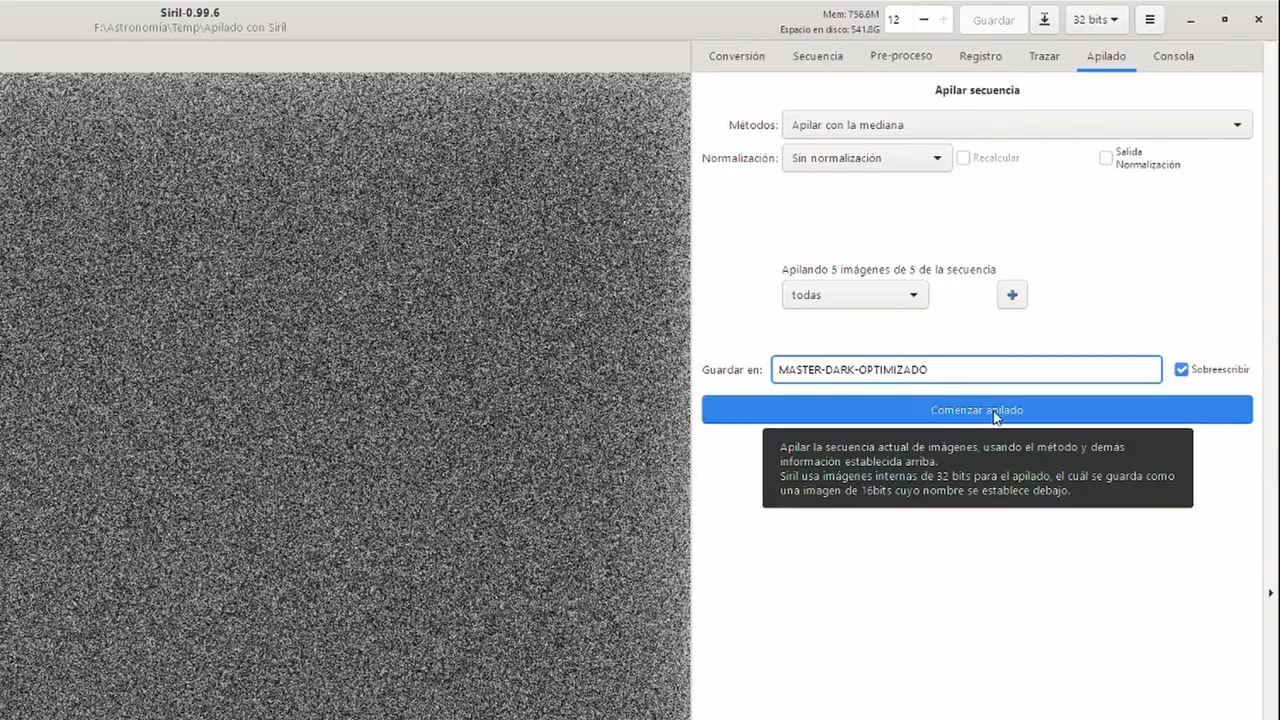 Siril-0.99.6
F:\Astronomia\Temp\Apilado con Siril
Mem: 756.6M
Espacio en disco: 541.8G
12
Guardar
32 bits
Conversión
Secuencia
Pre-proceso
Registro
Trazar
Apilado
Consola
Apilar secuencia
Métodos:
Apilar con la mediana
Normalización:
Sin normalización
Recalcular
Salida
Normalización
Apilando 5 imágenes de 5 de la secuencia
todas
Guardar en:
MASTER-DARK-OPTIMIZADO
Sobreescribir
Comenzar apilado
Apilar la secuencia actual de imágenes, usando el método y demás
información establecida arriba.
Siril usa imágenes internas de 32 bits para el apilado, el cuál se guarda como
una imagen de 16bits cuyo nombre se establece debajo.